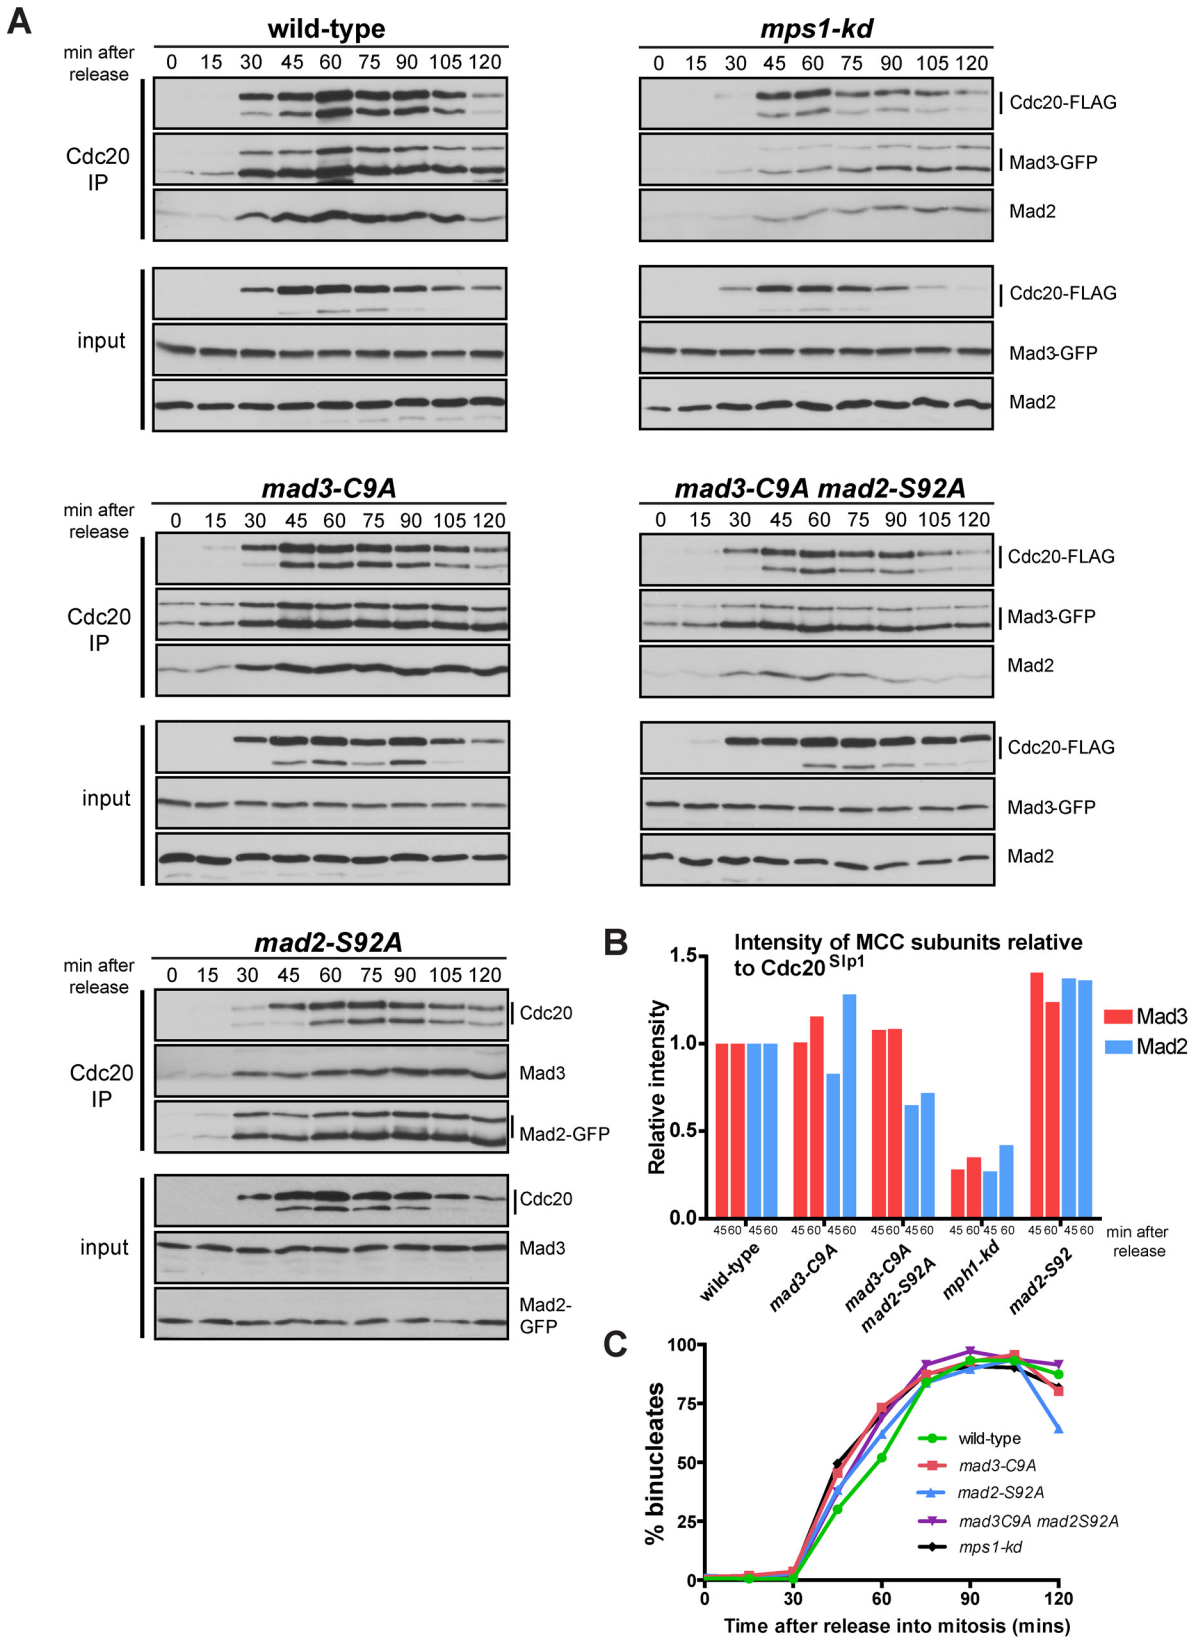 A
wild-type
min after
release
0 15 30 45 60 75 90 105 120
Cdc20
IP
input
mps1-kd
0 15 30 45 60 75 90 105 120
Cdc20-FLAG
Mad3-GFP
Mad2
Cdc20-FLAG
Mad3-GFP
Mad2
mad3-C9A
min after
release
0 15 30 45 60 75 90 105 120
Cdc20
IP
input
mad3-C9A mad2-S92A
0 15 30 45 60 75 90 105 120
Cdc20-FLAG
Mad3-GFP
Mad2
Cdc20-FLAG
Mad3-GFP
Mad2
mad2-S92A
min after
release
0 15 30 45 60 75 90 105 120
Cdc20
IP
Cdc20
Mad3
Mad2-GFP
input
Cdc20
Mad3
Mad2-
GFP
B
Intensity of MCC subunits relative
to Cdc20 Slp1
Relative intensity
1.5
1.0
0.5
0.0
Mad3
Mad2
45 60 45 60 45 60 45 60 45 60 45 60 45 60 45 60 45 60 45 60
min after
release
wild-type
mad3-C9A
mad3-C9A
mad2-S92A
mph1-kd
mad2-S92
C
% binucleates
100
75
50
25
0
wild-type
mad3-C9A
mad2-S92A
mad3C9A mad2S92A
mps-kd
0 30 60 90 120
Time after release into mitosis (mins)